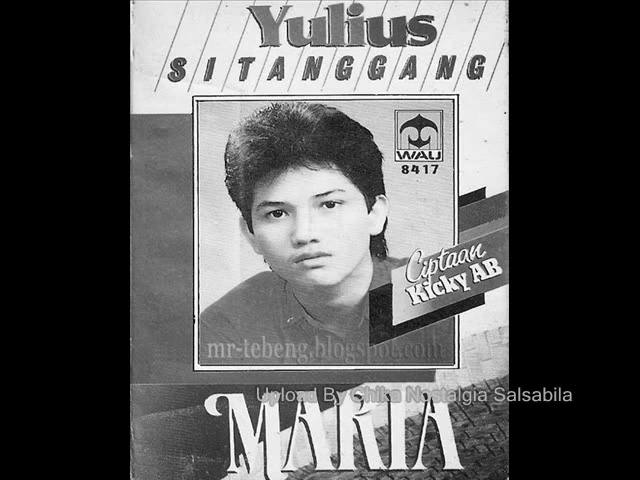 Yulius
SITANGGANG
WAU
8417
Ciptaan
Kicky AB
mr-tebeng.blogspot.com
Upload By Chika Nostalgia Salsabila
MARIA